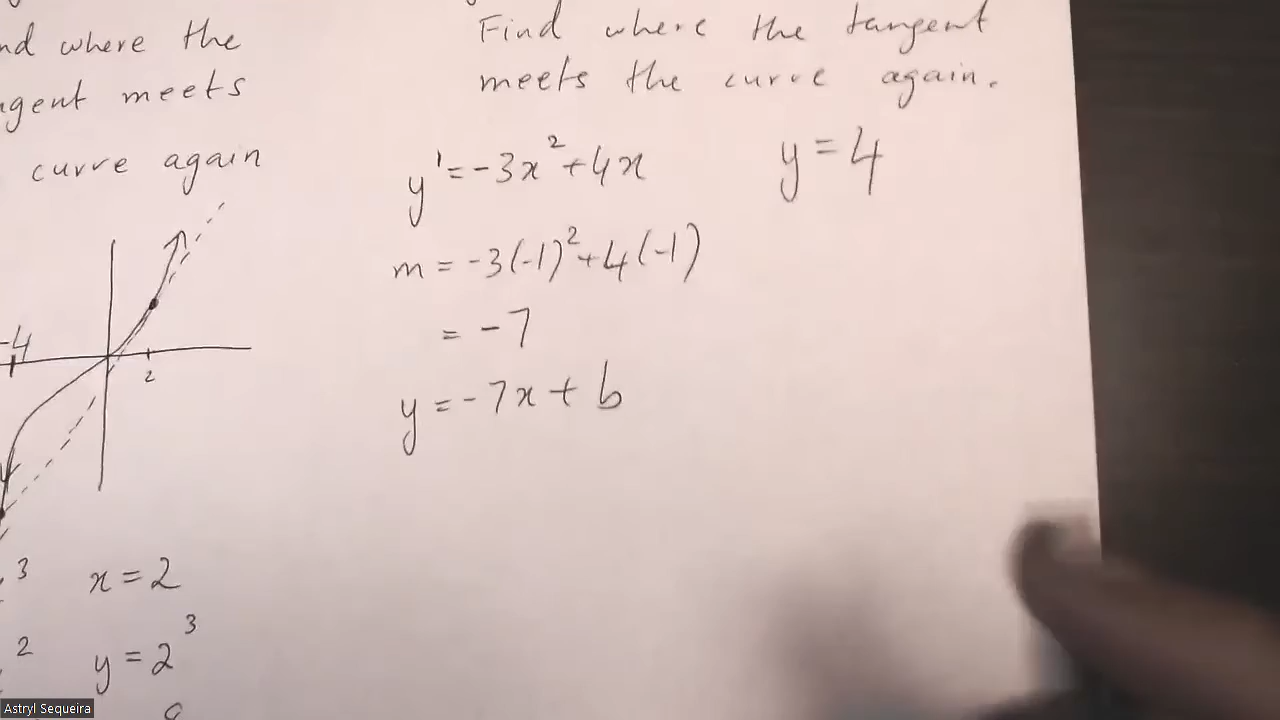 nd where the
gent meets
curve again
-4
2
3
x = 2
2
y = 2³
Find where the tangent
meets the curve again.
y' = -3x² + 4x
y = 4
m = -3(-1)² + 4(-1)
= -7
y = -7x + b
Astryl Sequeira